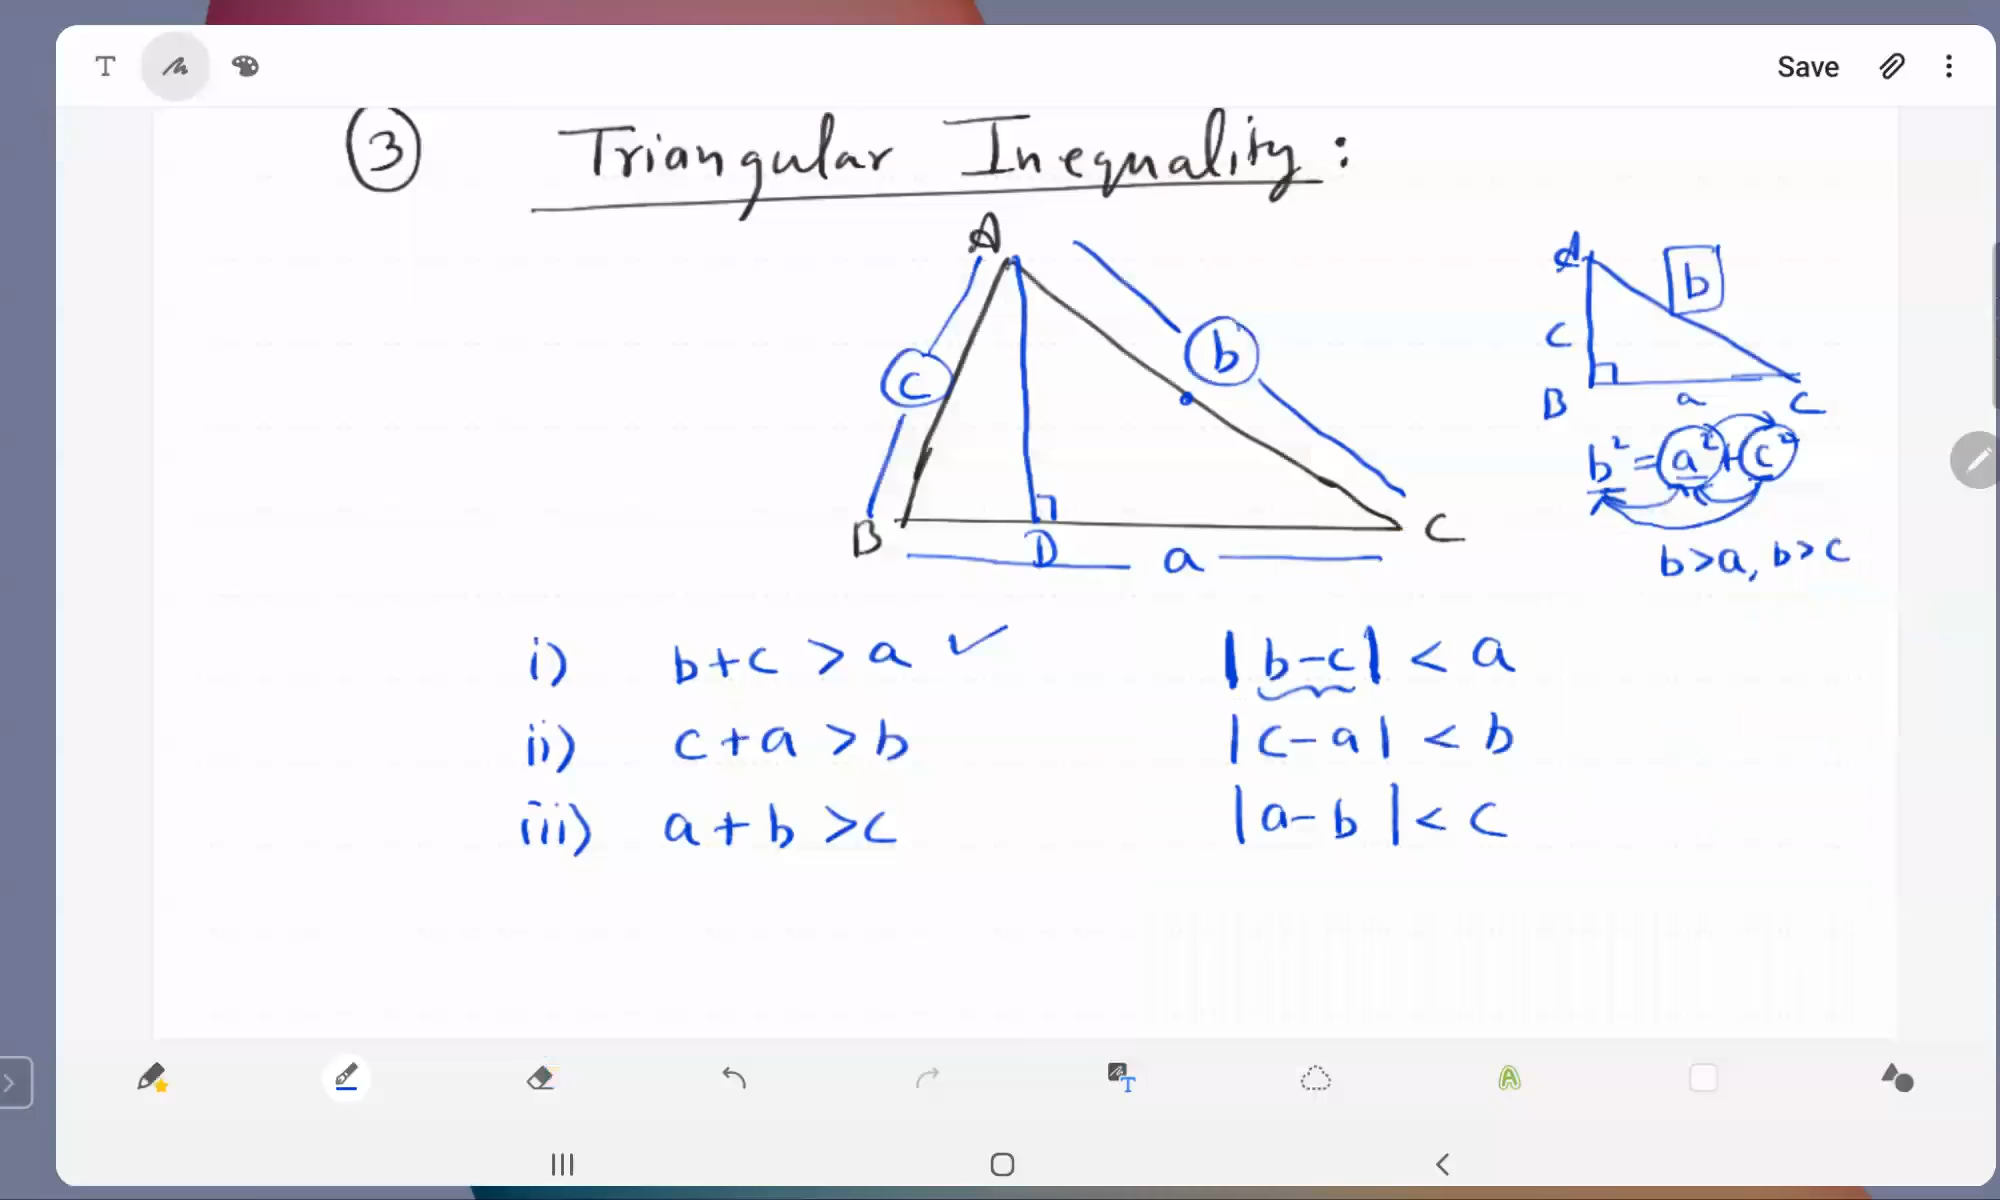 T
Save
3 Triangular Inequality:
A
c
b
B
D
a
C
A
b
c
B
a
C
b² = a² + c²
b>a, b>c
i) b+c > a ✓ |b-c| < a
ii) c+a > b |c-a| < b
iii) a+b > c |a-b| < c
T
A